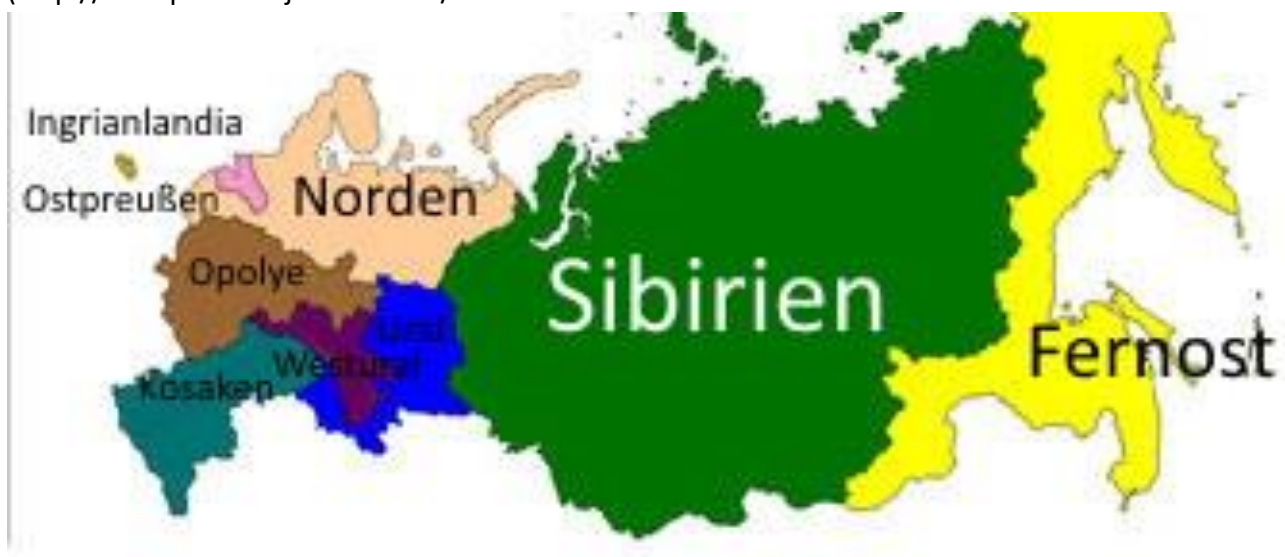 Ingrianlandia
Ostpreußen
Norden
Opolye
Sibirien
Ural
Westural
Kosaken
Fernost